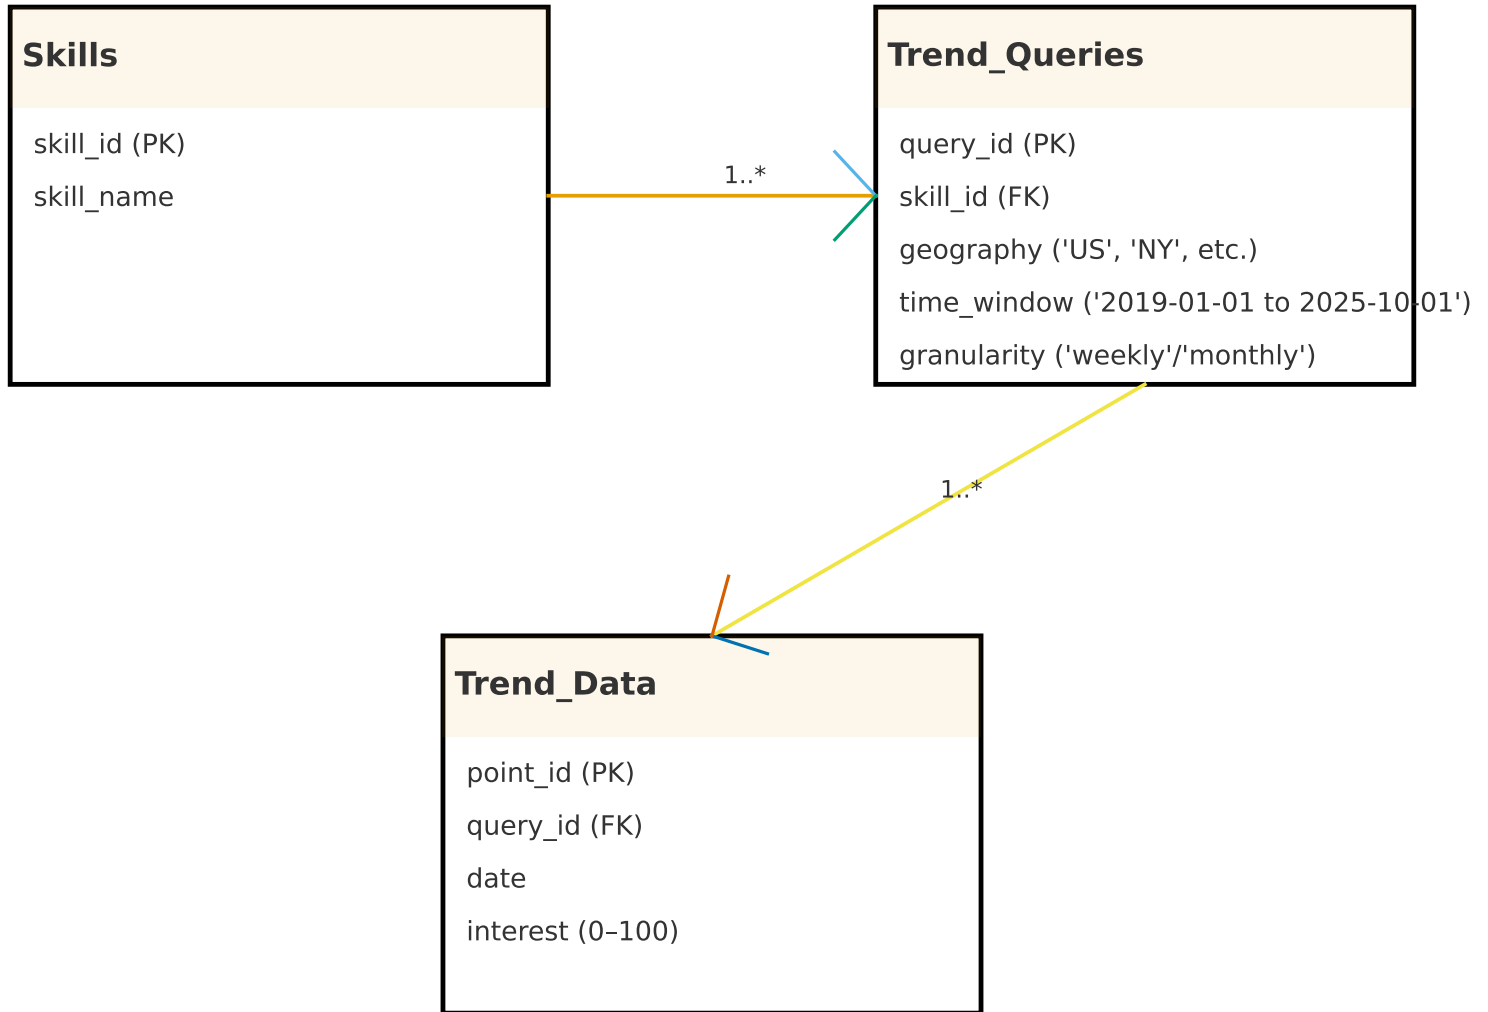 Skills
skill_id (PK)
skill_name
1..*
Trend_Queries
query_id (PK)
skill_id (FK)
geography ('US', 'NY', etc.)
time_window ('2019-01-01 to 2025-10-01')
granularity ('weekly'/'monthly')
1..*
Trend_Data
point_id (PK)
query_id (FK)
date
interest (0–100)